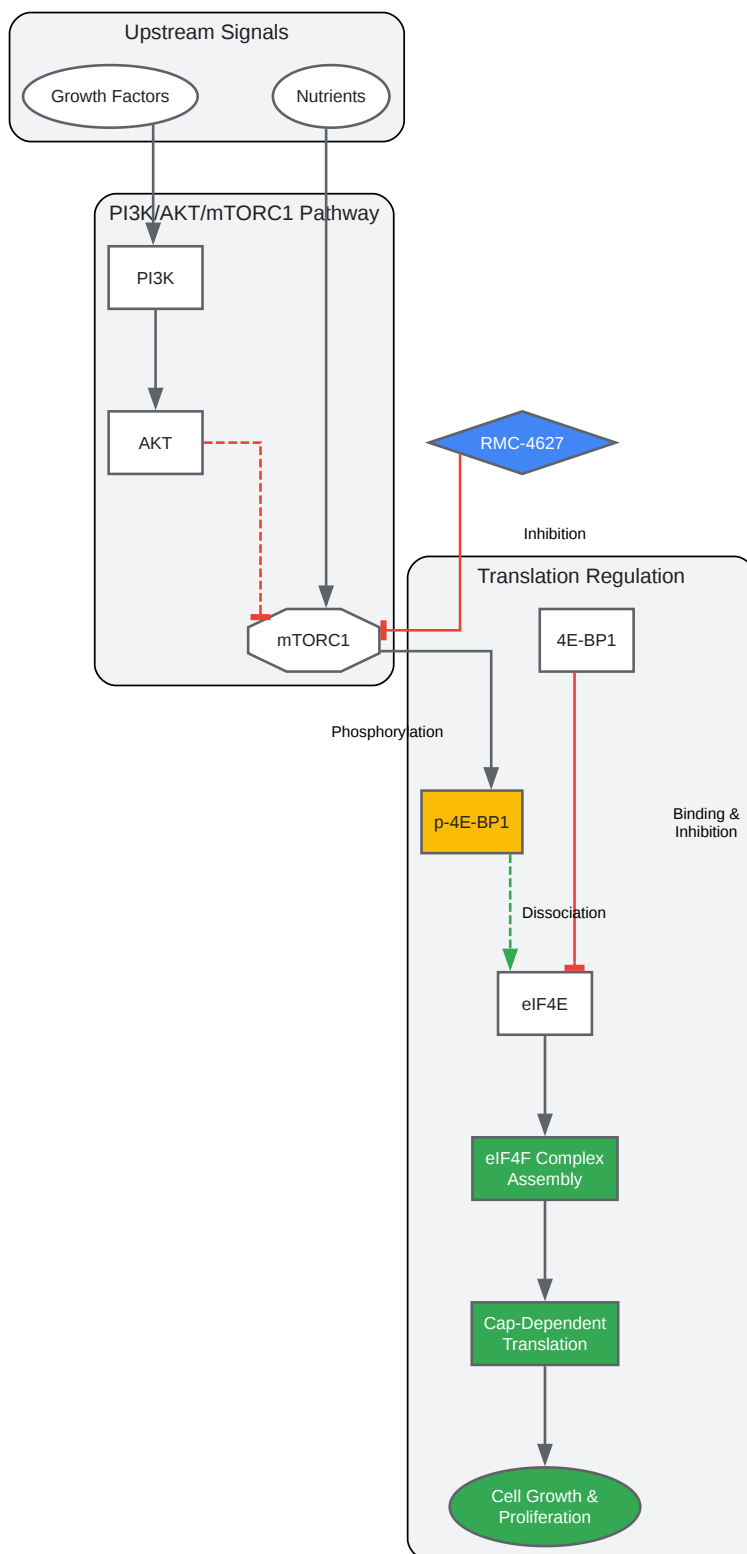 Upstream Signals
Growth Factors
Nutrients
PI3K/AKT/mTORC1 Pathway
PI3K
AKT
RMC-4627
Inhibition
Translation Regulation
mTORC1
4E-BP1
Phosphorylation
p-4E-BP1
Binding &
Inhibition
Dissociation
eIF4E
eIF4F Complex
Assembly
Cap-Dependent
Translation
Cell Growth &
Proliferation